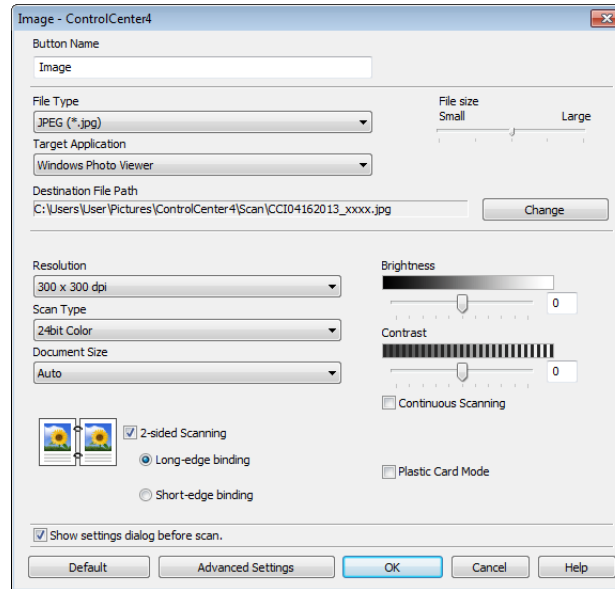 Image - ControlCenter4
Button Name
Image
File Type
JPEG (*.jpg)
File size
Small Large
Target Application
Windows Photo Viewer
Destination File Path
C:\Users\User\Pictures\ControlCenter4\Scan\CCI04162013_xxxx.jpg
Change
Resolution
300 x 300 dpi
Scan Type
24bit Color
Document Size
Auto
Brightness
0
Contrast
0
Continuous Scanning
2-sided Scanning
Long-edge binding
Short-edge binding
Plastic Card Mode
Show settings dialog before scan.
Default Advanced Settings OK Cancel Help